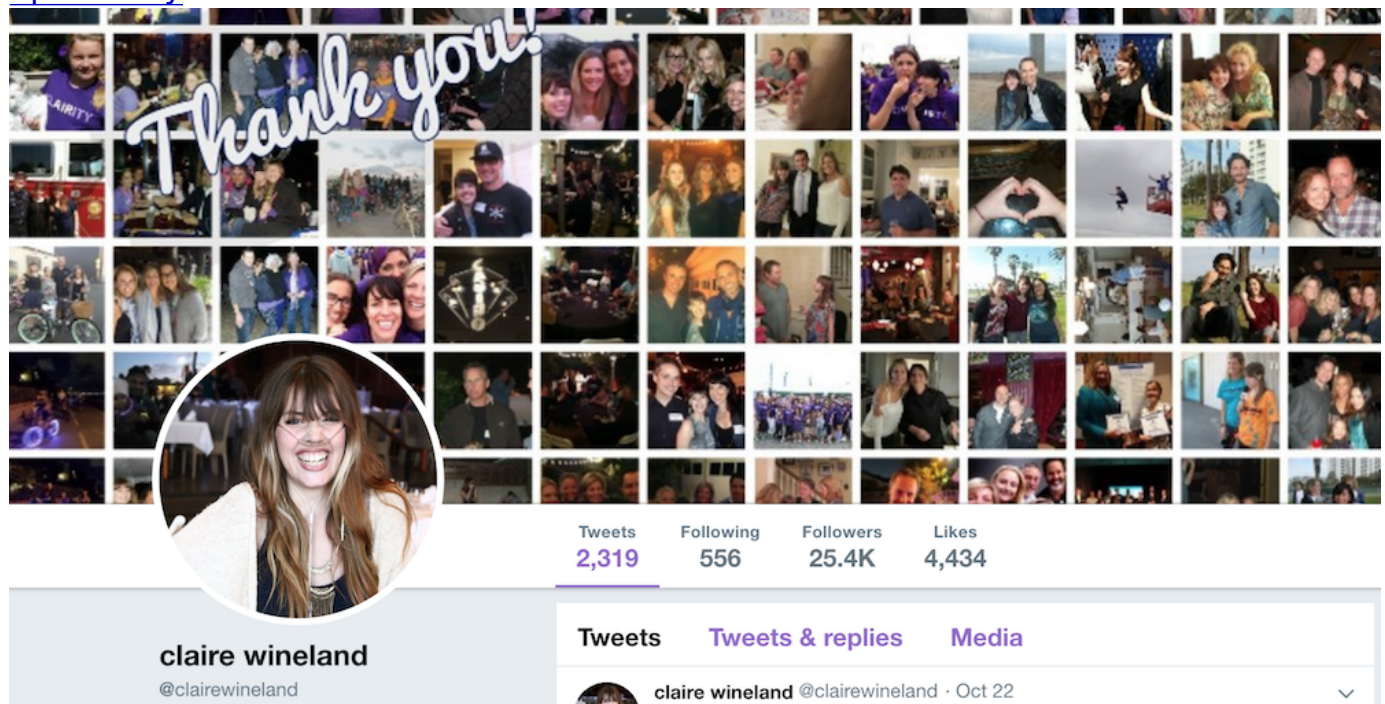 Thank you!
CLAIRITY
Tweets Following Followers Likes
2,319 556 25.4K 4,434
claire wineland
@clairewineland
Tweets Tweets & replies Media
claire wineland @clairewineland · Oct 22